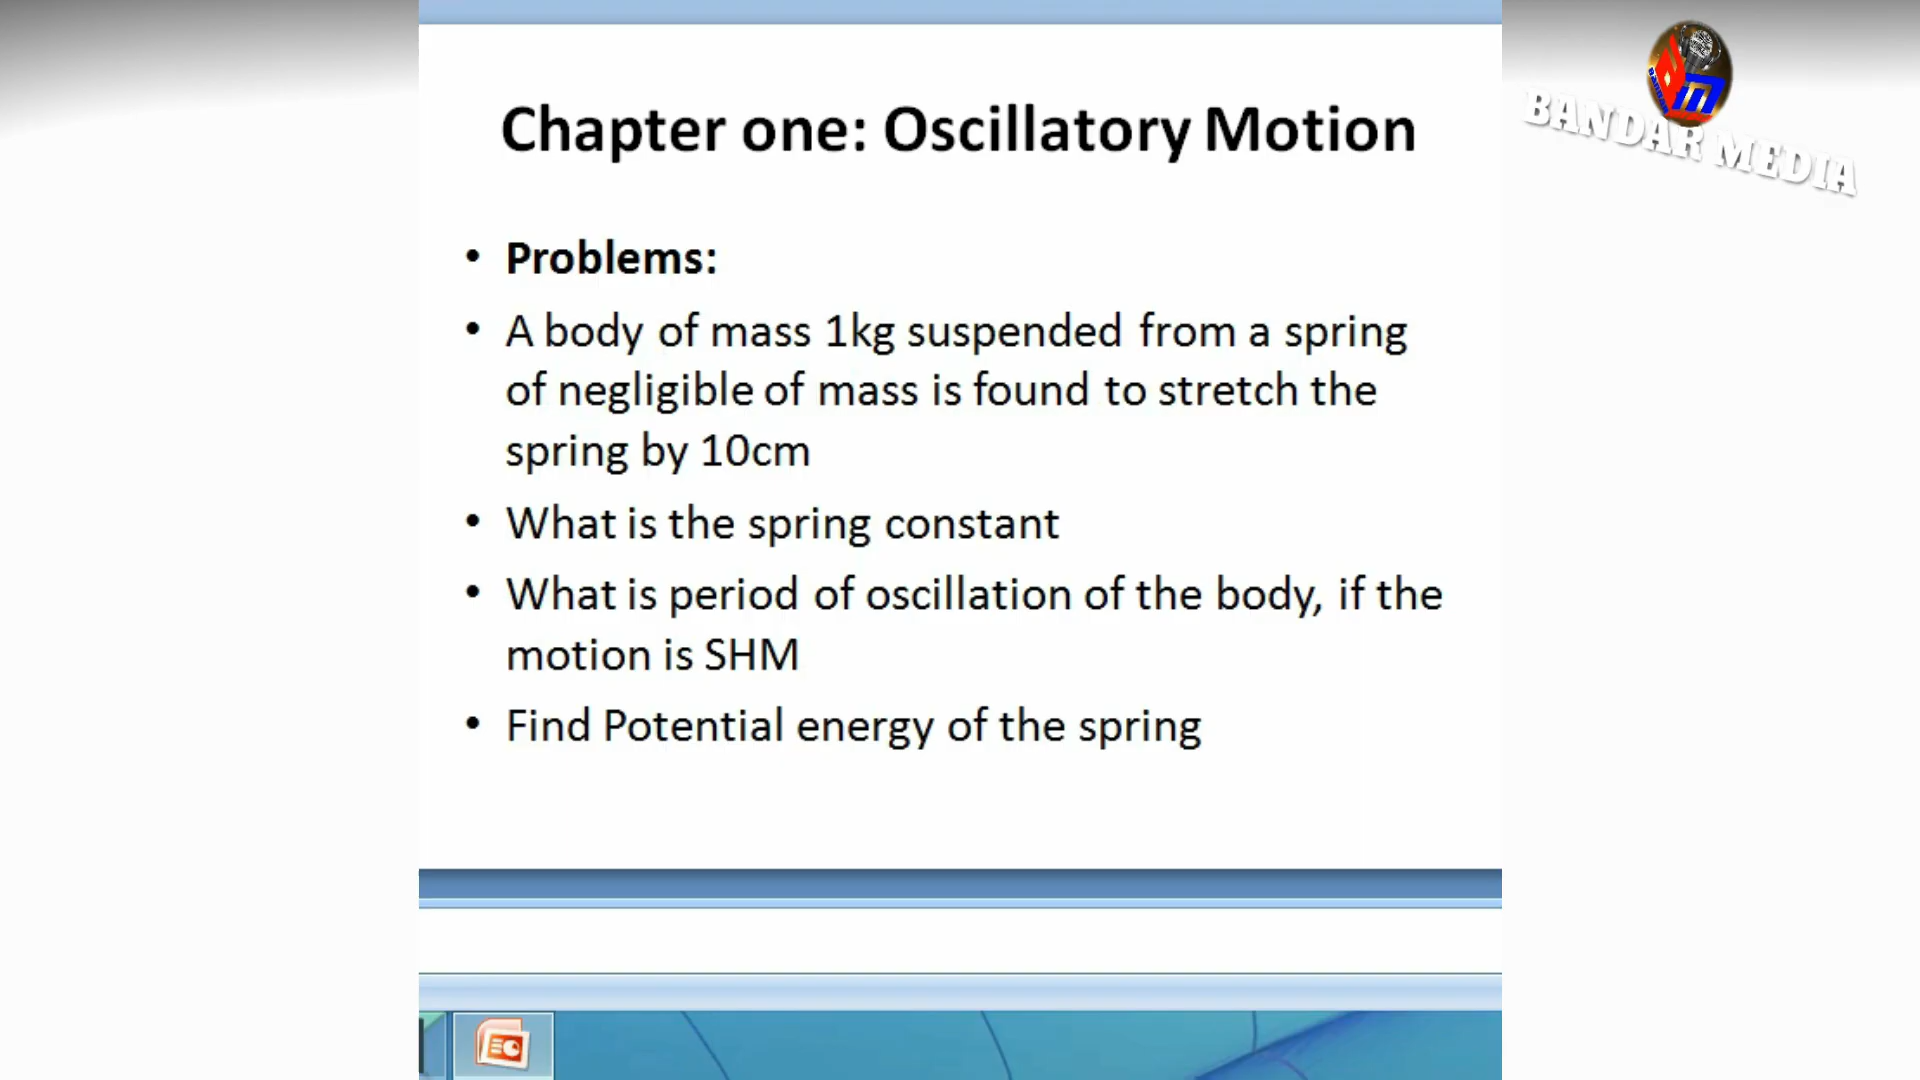 BANDAR MEDIA
Chapter one: Oscillatory Motion
• Problems:
• A body of mass 1kg suspended from a spring
of negligible of mass is found to stretch the
spring by 10cm
• What is the spring constant
• What is period of oscillation of the body, if the
motion is SHM
• Find Potential energy of the spring